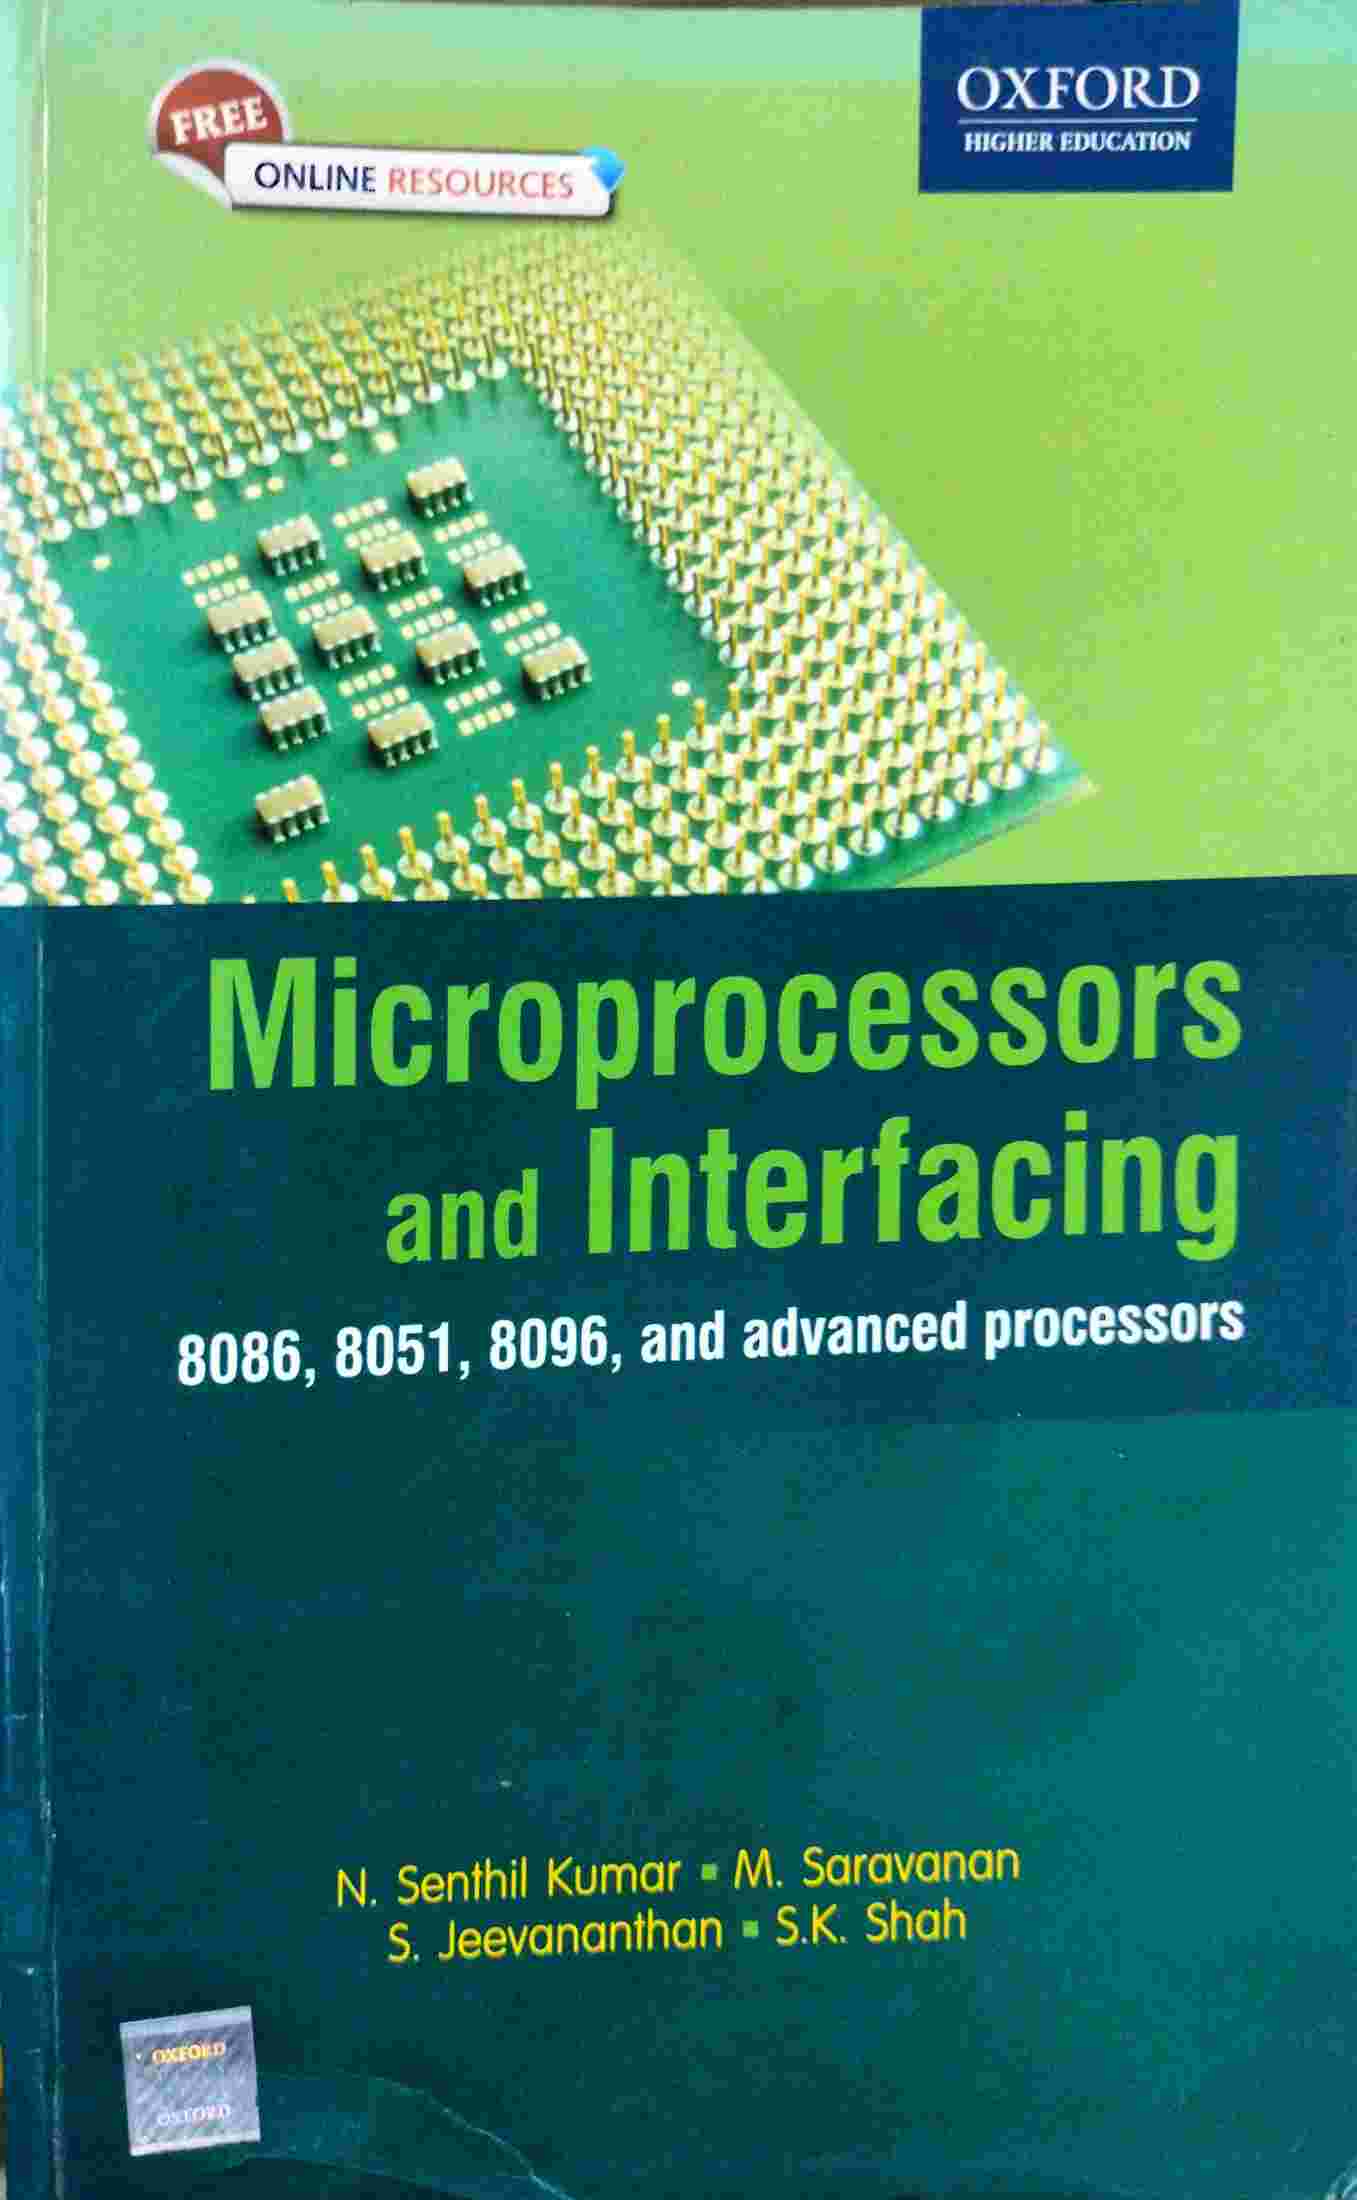 FREE
ONLINE RESOURCES
OXFORD
HIGHER EDUCATION
Microprocessors
and Interfacing
8086, 8051, 8096, and advanced processors
N. Senthil Kumar ▪ M. Saravanan
S. Jeevananthan ▪ S.K. Shah
OXFORD
OXFORD